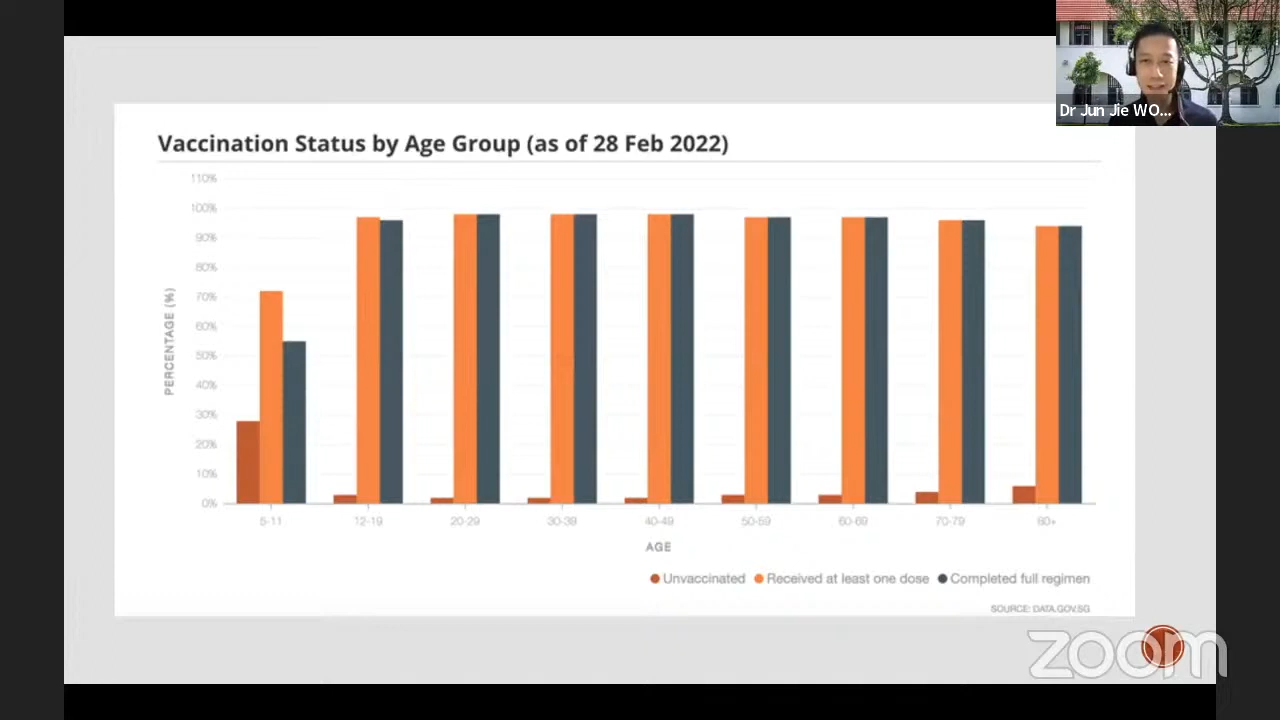 Dr Jun Jie WO...
Vaccination Status by Age Group (as of 28 Feb 2022)
110%
100%
90%
80%
70%
60%
50%
40%
30%
20%
10%
0%
PERCENTAGE (%)
5-11 12-19 20-29 30-39 40-49 50-59 60-69 70-79 80+
AGE
Unvaccinated Received at least one dose Completed full regimen
SOURCE: DATA.GOV.SG
zoom